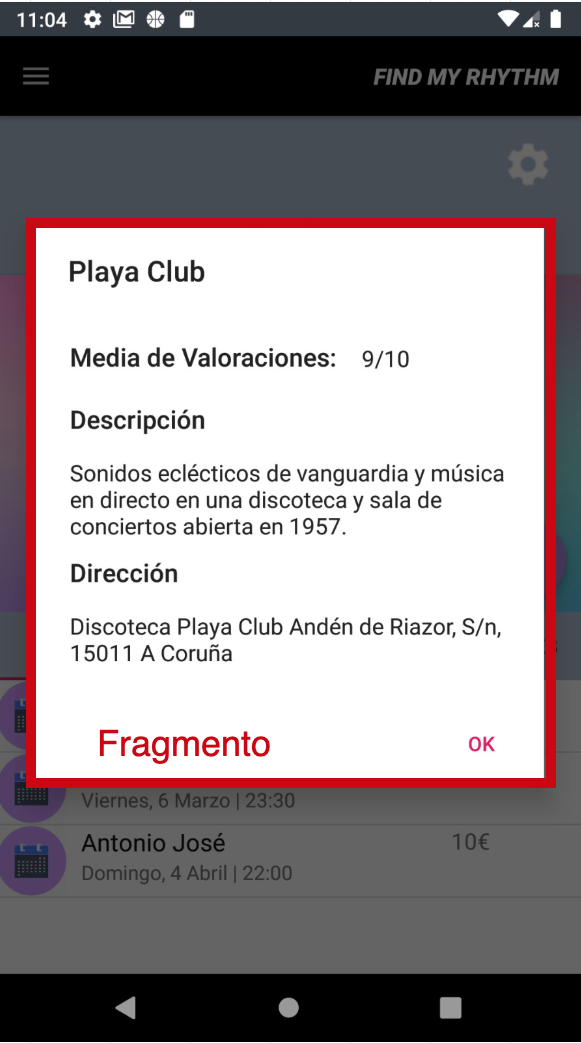 11:04
FIND MY RHYTHM
Playa Club
Media de Valoraciones: 9/10
Descripción
Sonidos eclécticos de vanguardia y música
en directo en una discoteca y sala de
conciertos abierta en 1957.
Dirección
Discoteca Playa Club Andén de Riazor, S/n,
15011 A Coruña
Fragmento
OK
Viernes, 6 Marzo | 23:30
Antonio José 10€
Domingo, 4 Abril | 22:00